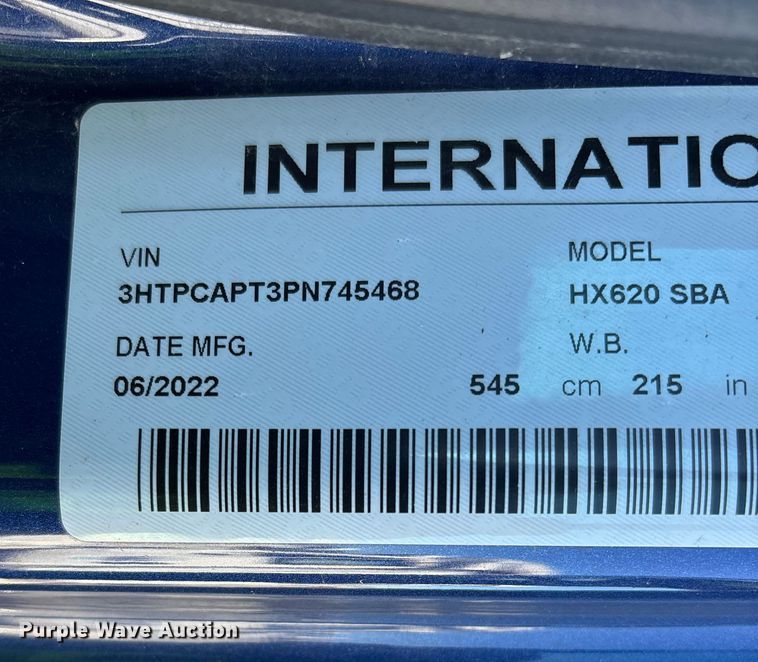 INTERNATIO
VIN MODEL
3HTPCAPT3PN745468 HX620 SBA
DATE MFG. W.B.
06/2022 545 cm 215 in
Purple Wave Auction